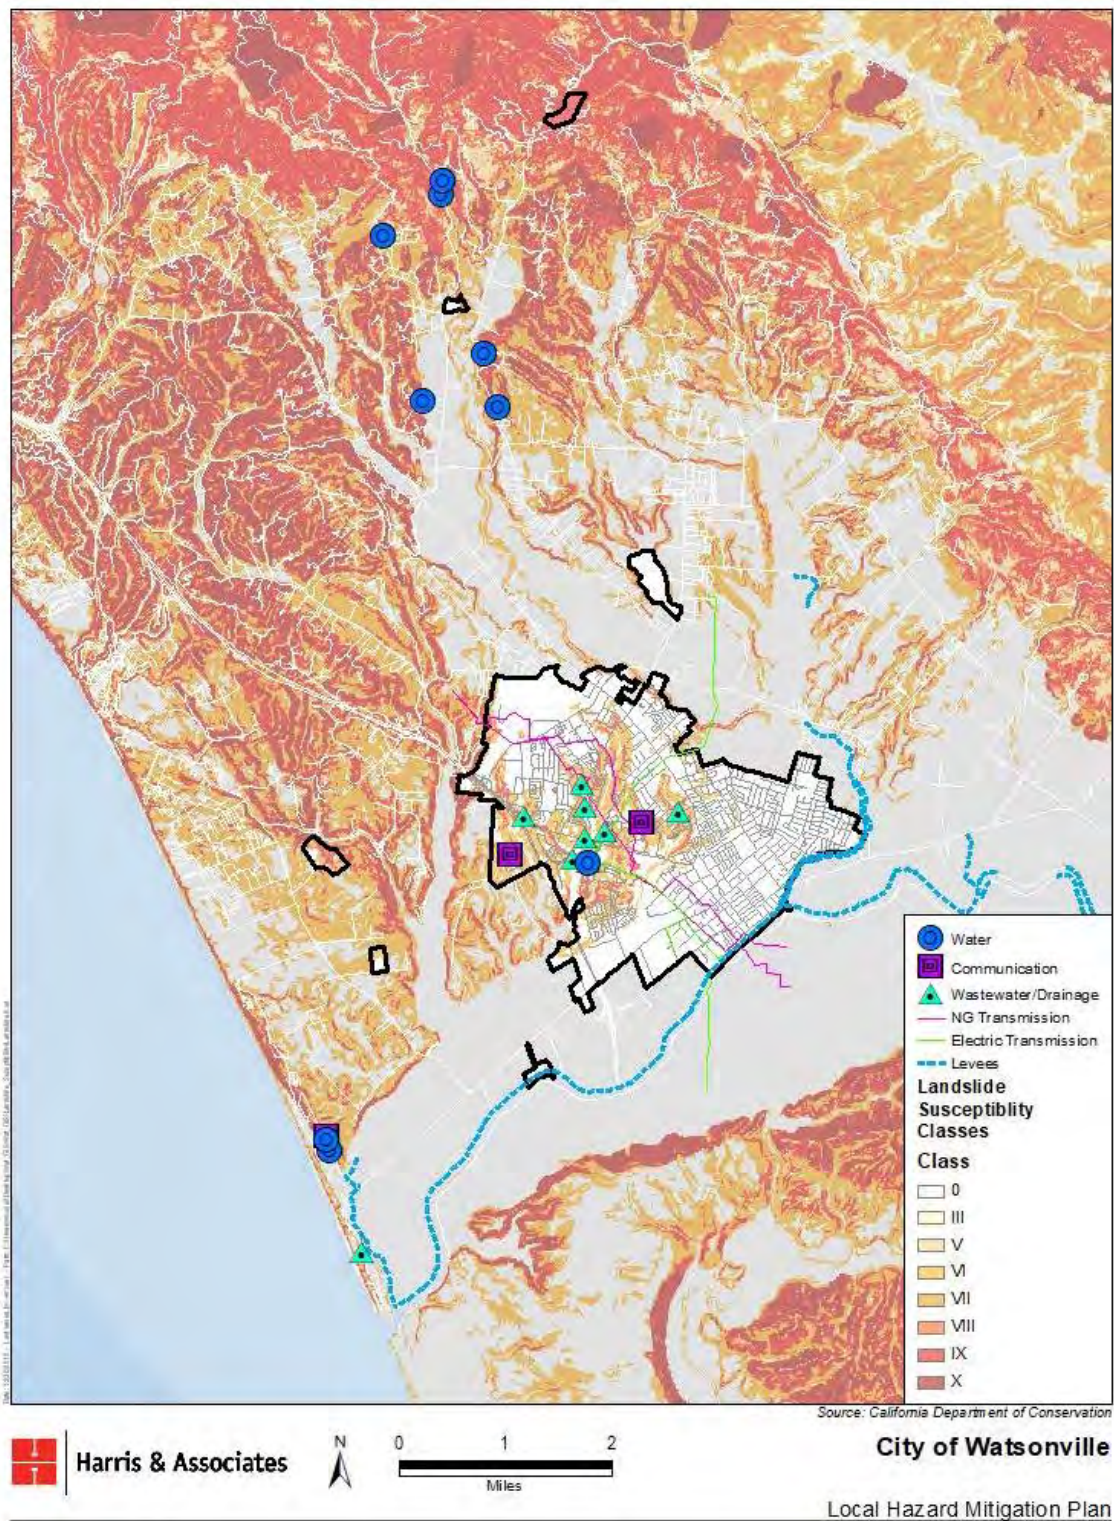 Water
Communication
Wastewater/Drainage
NG Transmission
Electric Transmission
Levees
Landslide
Susceptiblity
Classes
Class
0
III
V
VI
VII
VIII
IX
X
Source: California Department of Conservation
Harris & Associates
N
0 1 2
Miles
City of Watsonville
Local Hazard Mitigation Plan